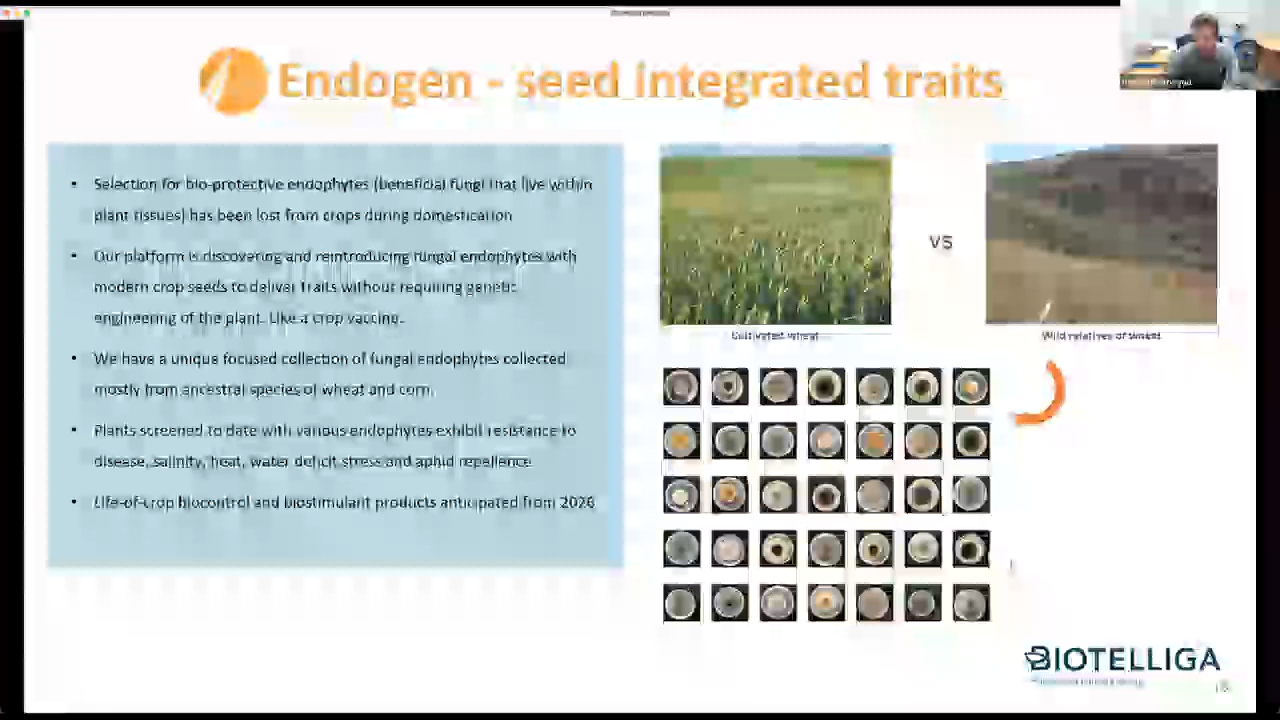 - seed integrated traits
• Selection for bio-protective endophytes (beneficial fungi that live within
plant tissues) has been lost from crops during domestication
• Our platform is discovering and reintroducing fungal endophytes with
modern crop seeds to deliver traits without requiring genetic
engineering of the plant. Like a crop vaccine.
• We have a unique focused collection of fungal endophytes collected
mostly from ancestral species of wheat and corn.
• Plants screened to date with various endophytes exhibit resistance to
disease, salinity, heat, water deficit stress and aphid repellence
• Life-of-crop biocontrol and biostimulant products anticipated from 2026
vs
Cultivated wheat
Wild relatives of wheat
BIOTELLIGA